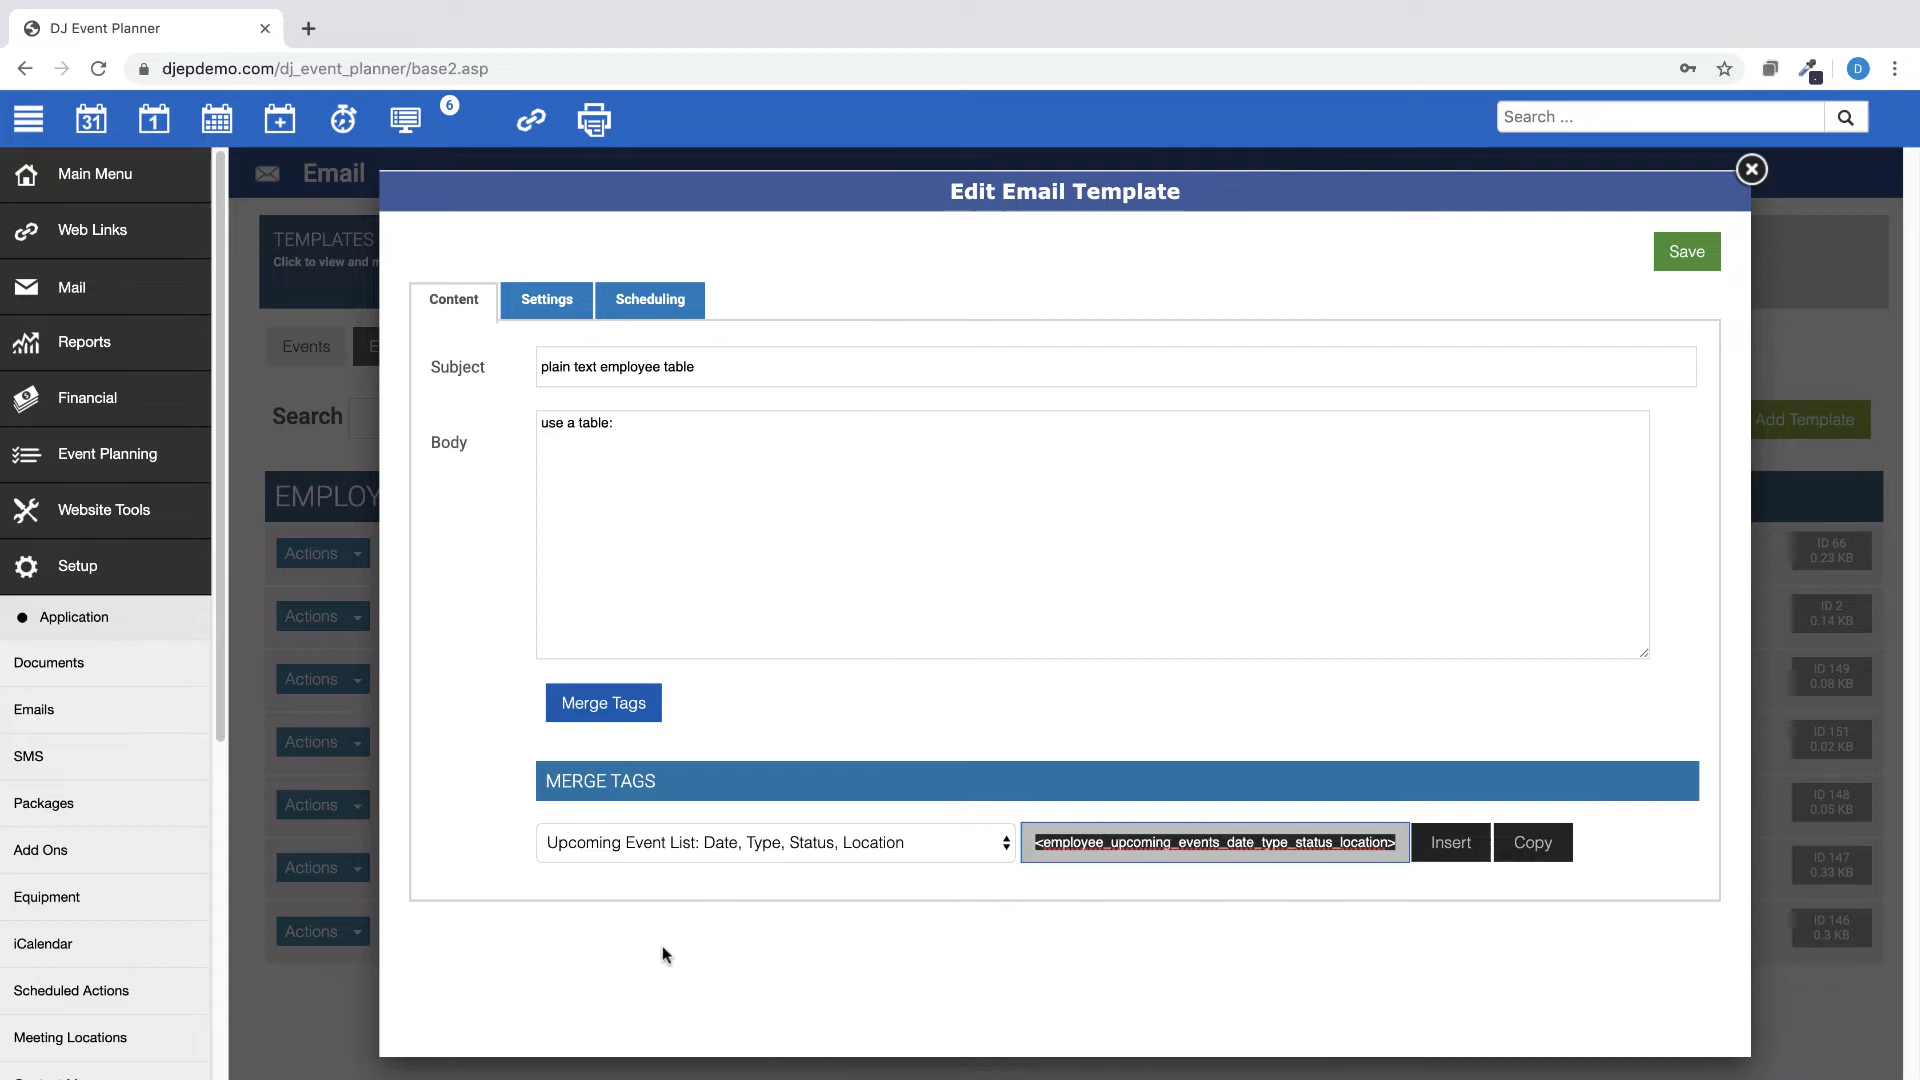 DJ Event Planner
djepdemo.com/dj_event_planner/base2.asp
D
31
1
6
Search ...
Main Menu
Web Links
Mail
Reports
Financial
Event Planning
Website Tools
Setup
Application
Documents
Emails
SMS
Packages
Add Ons
Equipment
iCalendar
Scheduled Actions
Meeting Locations
Email
TEMPLATES
Click to view and m
Events
E
Search
Add Template
EMPLOY
Actions
ID 66
0.23 KB
Actions
ID 2
0.14 KB
Actions
ID 149
0.08 KB
Actions
ID 151
0.02 KB
Actions
ID 148
0.05 KB
Actions
ID 147
0.33 KB
Actions
ID 146
0.3 KB
Edit Email Template
Save
Content
Settings
Scheduling
Subject
plain text employee table
Body
use a table:
Merge Tags
MERGE TAGS
Upcoming Event List: Date, Type, Status, Location
<employee_upcoming_events_date_type_status_location>
Insert
Copy